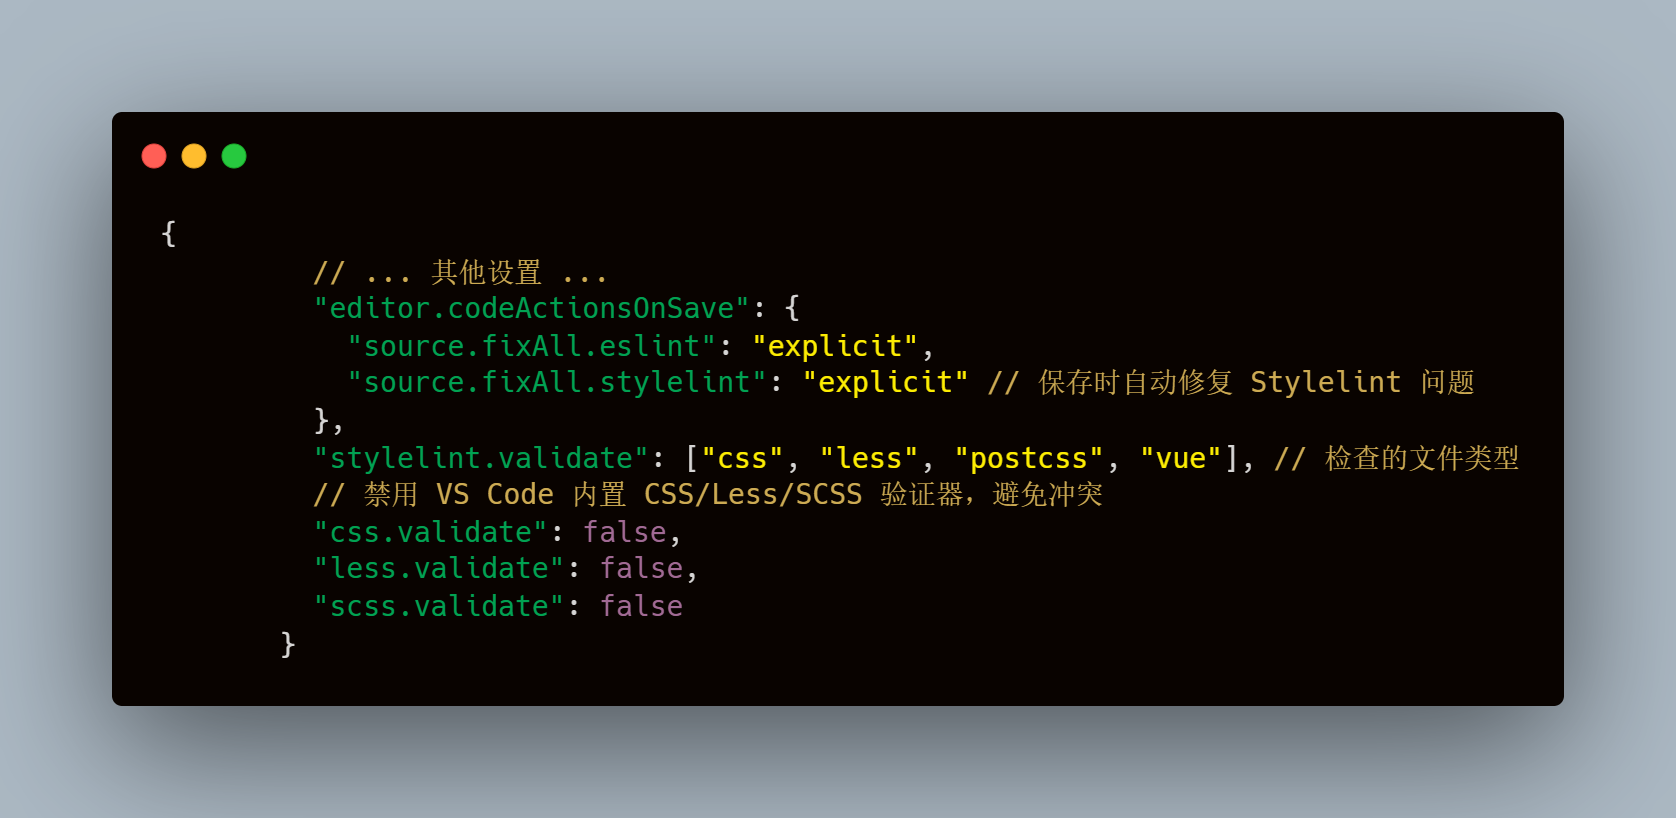 {
// ... 其他设置 ...
"editor.codeActionsOnSave": {
"source.fixAll.eslint": "explicit",
"source.fixAll.stylelint": "explicit" // 保存时自动修复 Stylelint 问题
},
"stylelint.validate": ["css", "less", "postcss", "vue"], // 检查的文件类型
// 禁用 VS Code 内置 CSS/Less/SCSS 验证器，避免冲突
"css.validate": false,
"less.validate": false,
"scss.validate": false
}